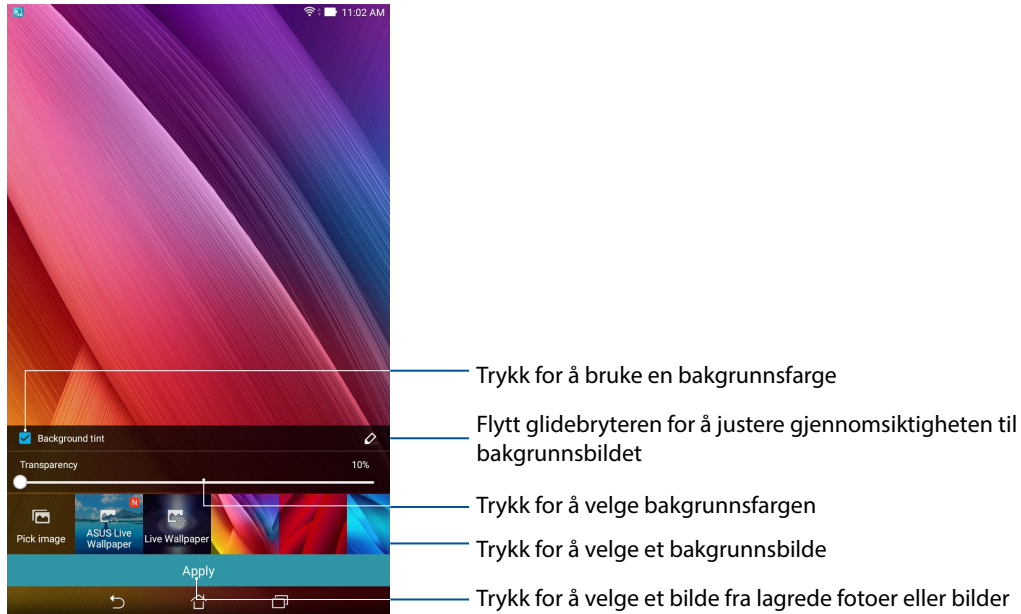 11:02 AM
Trykk for å bruke en bakgrunnsfarge
Background tint
Flytt glidebryteren for å justere gjennomsiktigheten til
bakgrunnsbildet
Transparency 10%
Trykk for å velge bakgrunnsfargen
N
Pick image
ASUS Live
Wallpaper
Live Wallpaper
Trykk for å velge et bakgrunnsbilde
Apply
Trykk for å velge et bilde fra lagrede fotoer eller bilder